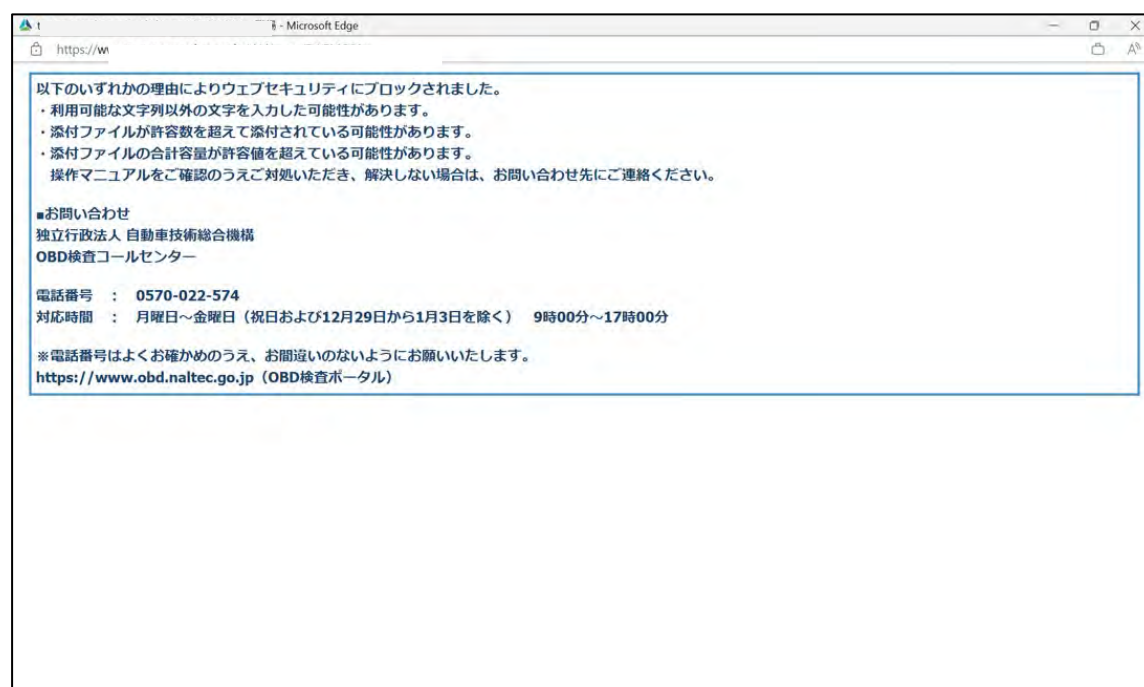 - Microsoft Edge
https://w
以下のいずれかの理由によりウェブセキュリティにブロックされました。
・利用可能な文字列以外の文字を入力した可能性があります。
・添付ファイルが許容数を超えて添付されている可能性があります。
・添付ファイルの合計容量が許容値を超えている可能性があります。
操作マニュアルをご確認のうえご対処いただき、解決しない場合は、お問い合わせ先にご連絡ください。
■お問い合わせ
独立行政法人 自動車技術総合機構
OBD検査コールセンター
電話番号 ： 0570-022-574
対応時間 ： 月曜日～金曜日（祝日および12月29日から1月3日を除く） 9時00分～17時00分
※電話番号はよくお確かめのうえ、お間違いのないようにお願いいたします。
https://www.obd.naltec.go.jp（OBD検査ポータル）